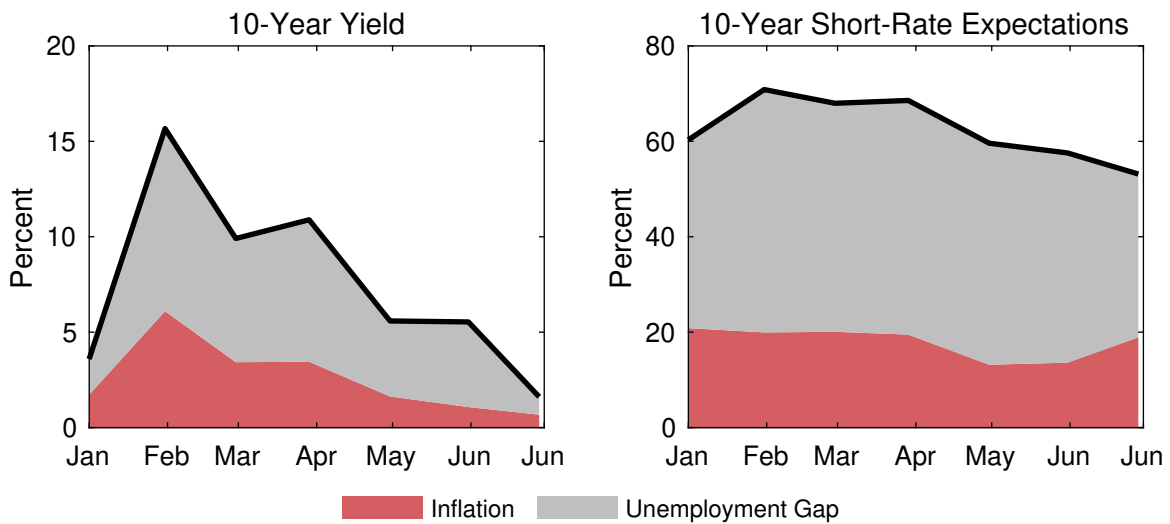 10-Year Yield
Percent
20
15
10
5
0
Jan Feb Mar Apr May Jun Jun
10-Year Short-Rate Expectations
Percent
80
60
40
20
0
Jan Feb Mar Apr May Jun Jun
Inflation Unemployment Gap